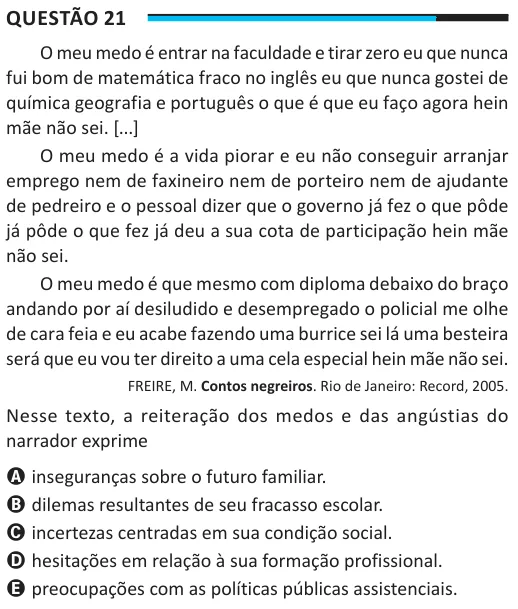 QUESTÃO 21
O meu medo é entrar na faculdade e tirar zero eu que nunca
fui bom de matemática fraco no inglês eu que nunca gostei de
química geografia e português o que é que eu faço agora hein
mãe não sei. [...]
O meu medo é a vida piorar e eu não conseguir arranjar
emprego nem de faxineiro nem de porteiro nem de ajudante
de pedreiro e o pessoal dizer que o governo já fez o que pôde
já pôde o que fez já deu a sua cota de participação hein mãe
não sei.
O meu medo é que mesmo com diploma debaixo do braço
andando por aí desiludido e desempregado o policial me olhe
de cara feia e eu acabe fazendo uma burrice sei lá uma besteira
será que eu vou ter direito a uma cela especial hein mãe não sei.
FREIRE, M. Contos negreiros. Rio de Janeiro: Record, 2005.
Nesse texto, a reiteração dos medos e das angústias do
narrador exprime
A inseguranças sobre o futuro familiar.
B dilemas resultantes de seu fracasso escolar.
C incertezas centradas em sua condição social.
D hesitações em relação à sua formação profissional.
E preocupações com as políticas públicas assistenciais.